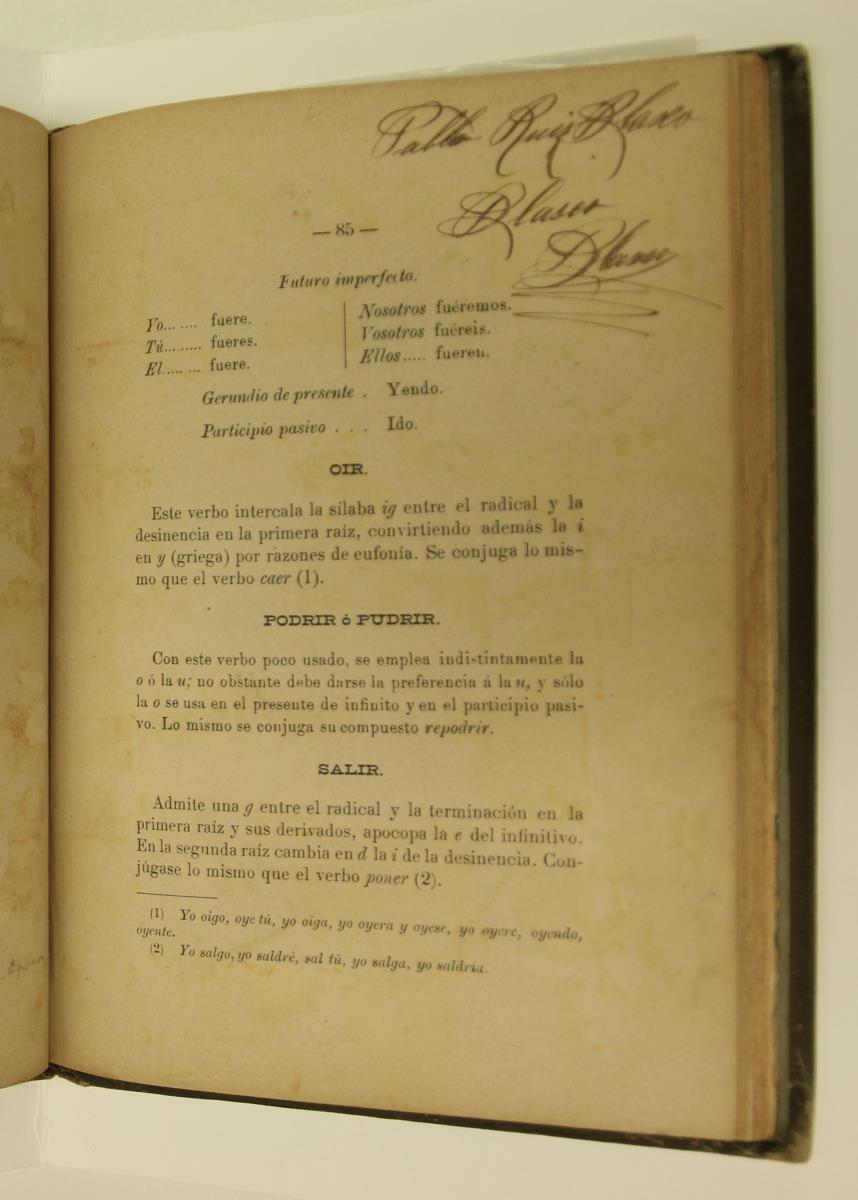 Pablo Ruiz Blasco
Blasco
Blasco
— 85 —
Futuro imperfecto.
Yo....... fuere.
Tú......... fueres.
El ........ fuere.
Nosotros fuéremos.
Vosotros fuéreis.
Ellos..... fueren.
Gerundio de presente . Yendo.
Participio pasivo . . . Ido.
OIR.
Este verbo intercala la sílaba ig entre el radical y la
desinencia en la primera raíz, convirtiendo además la i
en y (griega) por razones de eufonía. Se conjuga lo mis-
mo que el verbo caer (1).
PODRIR ó PUDRIR.
Con este verbo poco usado, se emplea indistintamente la
o ó la u; no obstante debe darse la preferencia á la u, y sólo
la o se usa en el presente de infinito y en el participio pasi-
vo. Lo mismo se conjuga su compuesto repodrir.
SALIR.
Admite una g entre el radical y la terminación en la
primera raíz y sus derivados, apocopa la e del infinitivo.
En la segunda raíz cambia en d la i de la desinencia. Con-
júgase lo mismo que el verbo poner (2).
(1) Yo oigo, oye tú, yo oiga, yo oyera y oyese, yo oyere, oyendo,
oyente.
(2) Yo salgo, yo saldré, sal tú, yo salga, yo saldría.